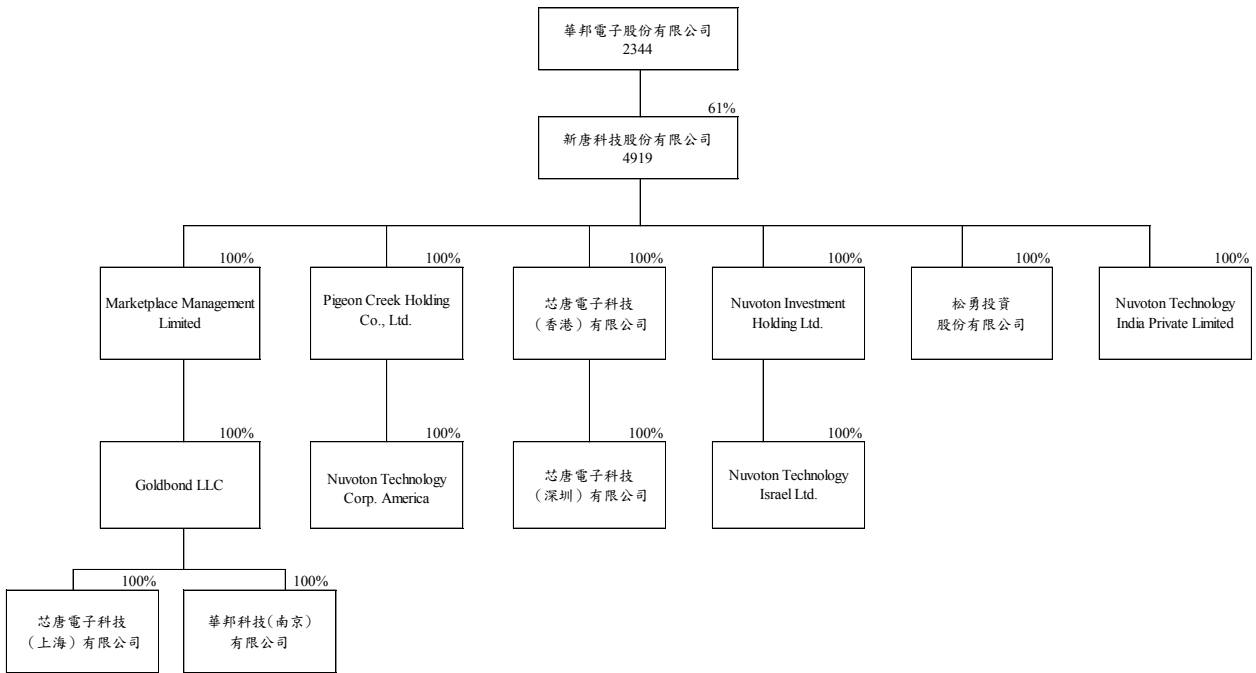 華邦電子股份有限公司
2344
61%
新唐科技股份有限公司
4919
100%
100%
100%
100%
100%
100%
Marketplace Management
Limited
Pigeon Creek Holding
Co., Ltd.
芯唐電子科技
（香港）有限公司
Nuvoton Investment
Holding Ltd.
松勇投資
股份有限公司
Nuvoton Technology
India Private Limited
100%
100%
100%
100%
Goldbond LLC
Nuvoton Technology
Corp. America
芯唐電子科技
（深圳）有限公司
Nuvoton Technology
Israel Ltd.
100%
100%
芯唐電子科技
（上海）有限公司
華邦科技(南京)
有限公司